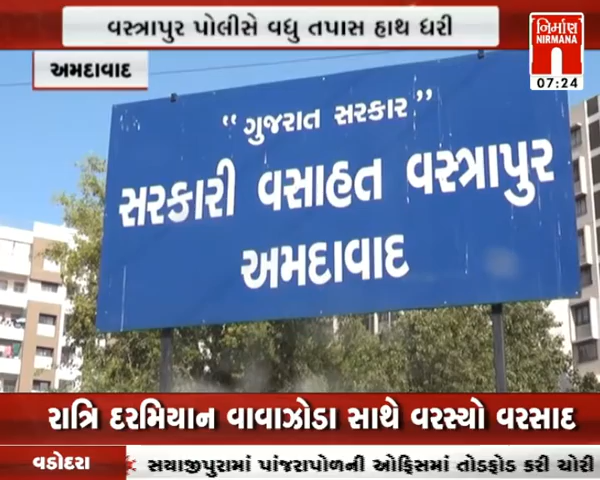 વસ્ત્રાપુર પોલીસે વધુ તપાસ હાથ ધરી
નિર્માણ
NIRMANA
07:24
અમદાવાદ
“ ગુજરાત સરકાર ”
સરકારી વસાહત વસ્ત્રાપુર
અમદાવાદ
રાત્રિ દરમિયાન વાવાઝોડા સાથે વરસ્યો વરસાદ
વડોદરા
સયાજીપુરામાં પાંજરાપોળની ઓફિસમાં તોડફોડ કરી ચોરી